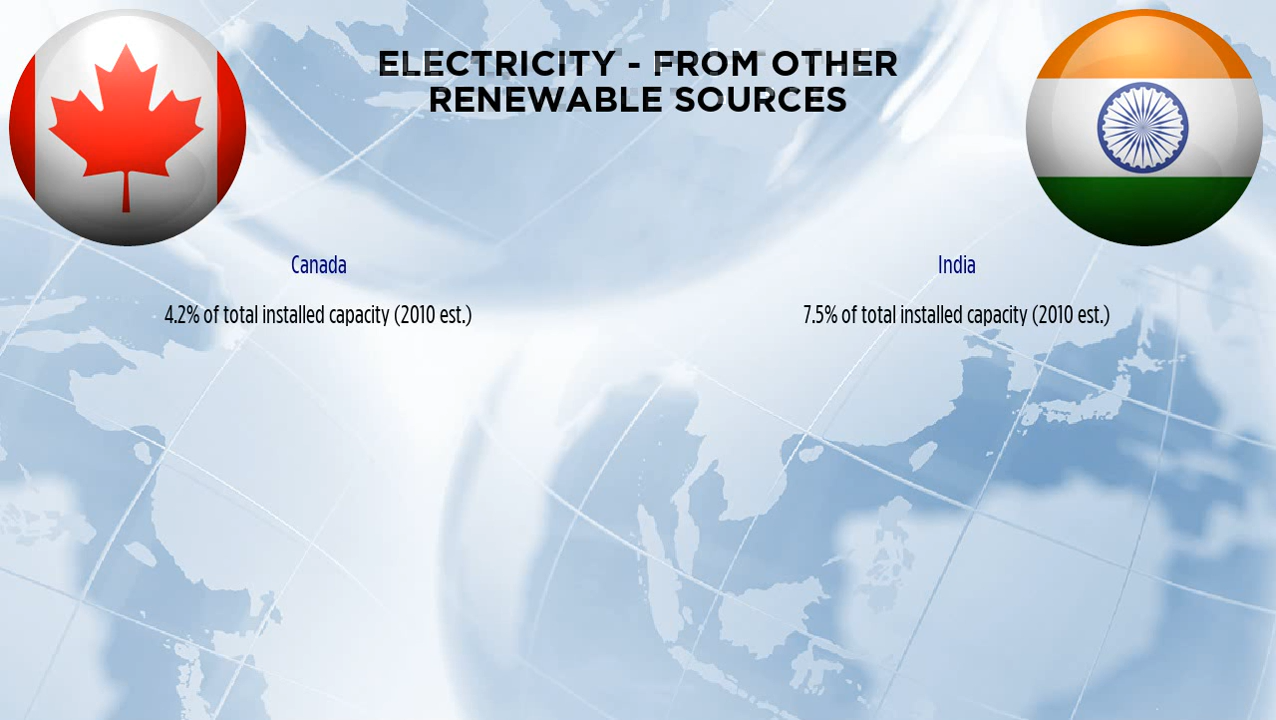 ELECTRICITY - FROM OTHER
RENEWABLE SOURCES
Canada
India
4.2% of total installed capacity (2010 est.)
7.5% of total installed capacity (2010 est.)